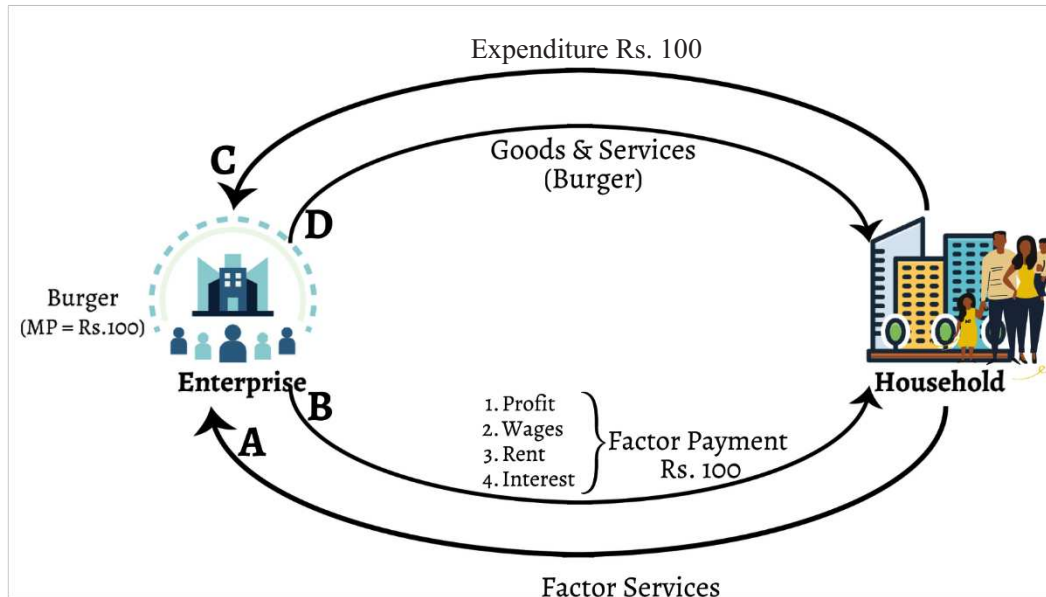 Expenditure Rs. 100
C
Goods & Services
(Burger)
D
Burger
(MP = Rs.100)
Enterprise
Household
B
A
1. Profit
2. Wages
3. Rent
4. Interest
Factor Payment
Rs. 100
Factor Services